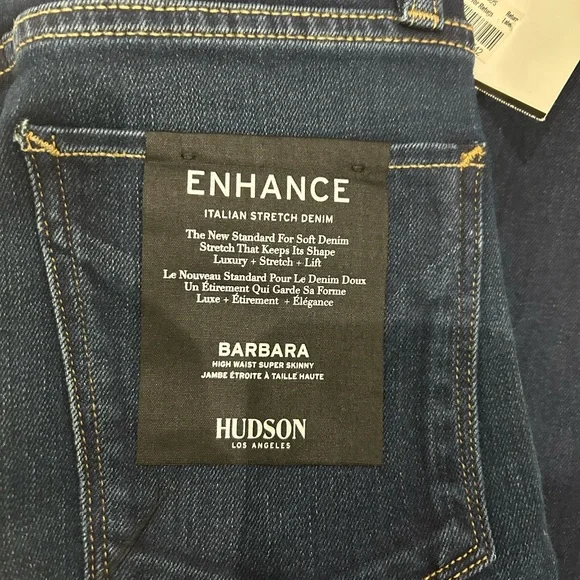 ENHANCE
ITALIAN STRETCH DENIM
The New Standard For Soft Denim
Stretch That Keeps Its Shape
Luxury + Stretch + Lift
Le Nouveau Standard Pour Le Denim Doux
Un Étirement Qui Garde Sa Forme
Luxe + Étirement + Élégance
BARBARA
HIGH WAIST SUPER SKINNY
JAMBE ÉTROITE À TAILLE HAUTE
HUDSON
LOS ANGELES